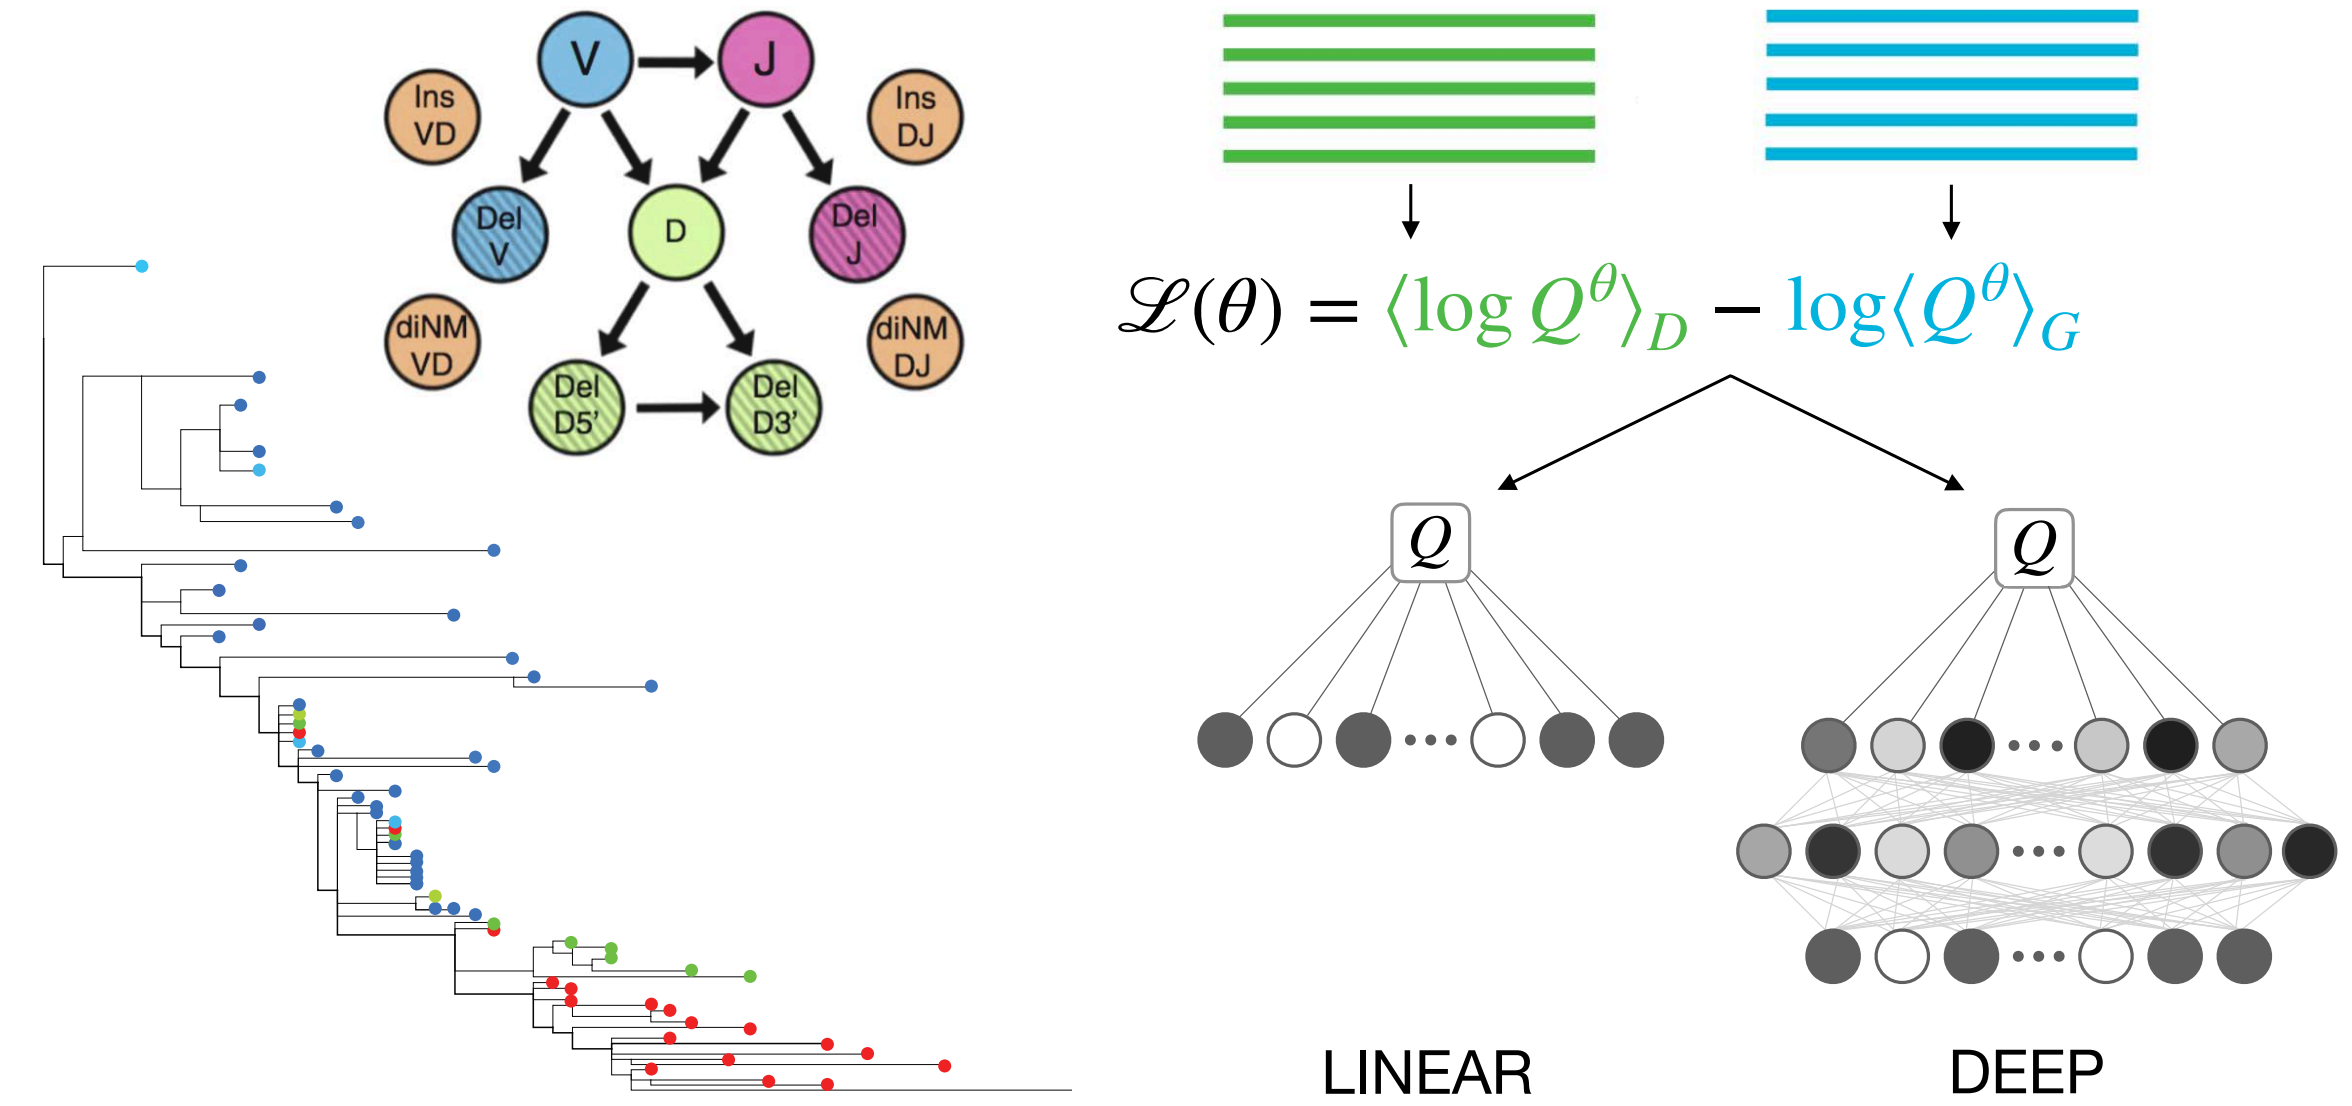 V
J
Ins
VD
Ins
DJ
Del
V
D
Del
J
diNM
VD
diNM
DJ
Del
D5’
Del
D3’
ℒ(θ) = ⟨log Q^θ⟩_D − log⟨Q^θ⟩_G
Q
Q
LINEAR
DEEP